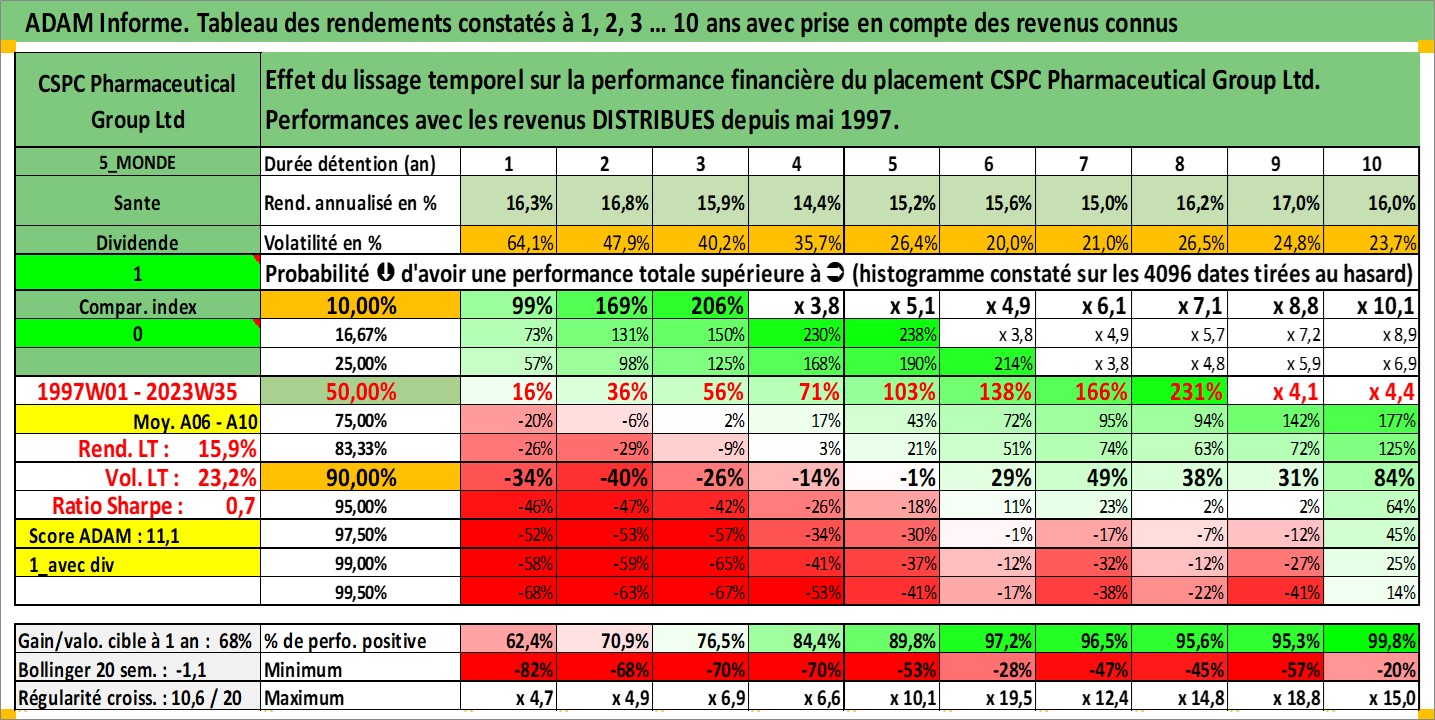 ADAM Informe. Tableau des rendements constatés à 1, 2, 3 ... 10 ans avec prise en compte des revenus connus
CSPC Pharmaceutical Group Ltd
Effet du lissage temporel sur la performance financière du placement CSPC Pharmaceutical Group Ltd.
Performances avec les revenus DISTRIBUES depuis mai 1997.
5_MONDE Durée détention (an) 1 2 3 4 5 6 7 8 9 10
Sante Rend. annualisé en % 16,3% 16,8% 15,9% 14,4% 15,2% 15,6% 15,0% 16,2% 17,0% 16,0%
Dividende Volatilité en % 64,1% 47,9% 40,2% 35,7% 26,4% 20,0% 21,0% 26,5% 24,8% 23,7%
1 Probabilité ⬇ d'avoir une performance totale supérieure à ➲ (histogramme constaté sur les 4096 dates tirées au hasard)
Compar. index 10,00% 99% 169% 206% x 3,8 x 5,1 x 4,9 x 6,1 x 7,1 x 8,8 x 10,1
0 16,67% 73% 131% 150% 230% 238% x 3,8 x 4,9 x 5,7 x 7,2 x 8,9
25,00% 57% 98% 125% 168% 190% 214% x 3,8 x 4,8 x 5,9 x 6,9
1997W01 - 2023W35 50,00% 16% 36% 56% 71% 103% 138% 166% 231% x 4,1 x 4,4
Moy. A06 - A10 75,00% -20% -6% 2% 17% 43% 72% 95% 94% 142% 177%
Rend. LT : 15,9% 83,33% -26% -29% -9% 3% 21% 51% 74% 63% 72% 125%
Vol. LT : 23,2% 90,00% -34% -40% -26% -14% -1% 29% 49% 38% 31% 84%
Ratio Sharpe : 0,7 95,00% -46% -47% -42% -26% -18% 11% 23% 2% 2% 64%
Score ADAM : 11,1 97,50% -52% -53% -57% -34% -30% -1% -17% -7% -12% 45%
1_avec div 99,00% -58% -59% -65% -41% -37% -12% -32% -12% -27% 25%
99,50% -68% -63% -67% -53% -41% -17% -38% -22% -41% 14%
Gain/valo. cible à 1 an : 68% % de perfo. positive 62,4% 70,9% 76,5% 84,4% 89,8% 97,2% 96,5% 95,6% 95,3% 99,8%
Bollinger 20 sem. : -1,1 Minimum -82% -68% -70% -70% -53% -28% -47% -45% -57% -20%
Régularité croiss. : 10,6 / 20 Maximum x 4,7 x 4,9 x 6,9 x 6,6 x 10,1 x 19,5 x 12,4 x 14,8 x 18,8 x 15,0